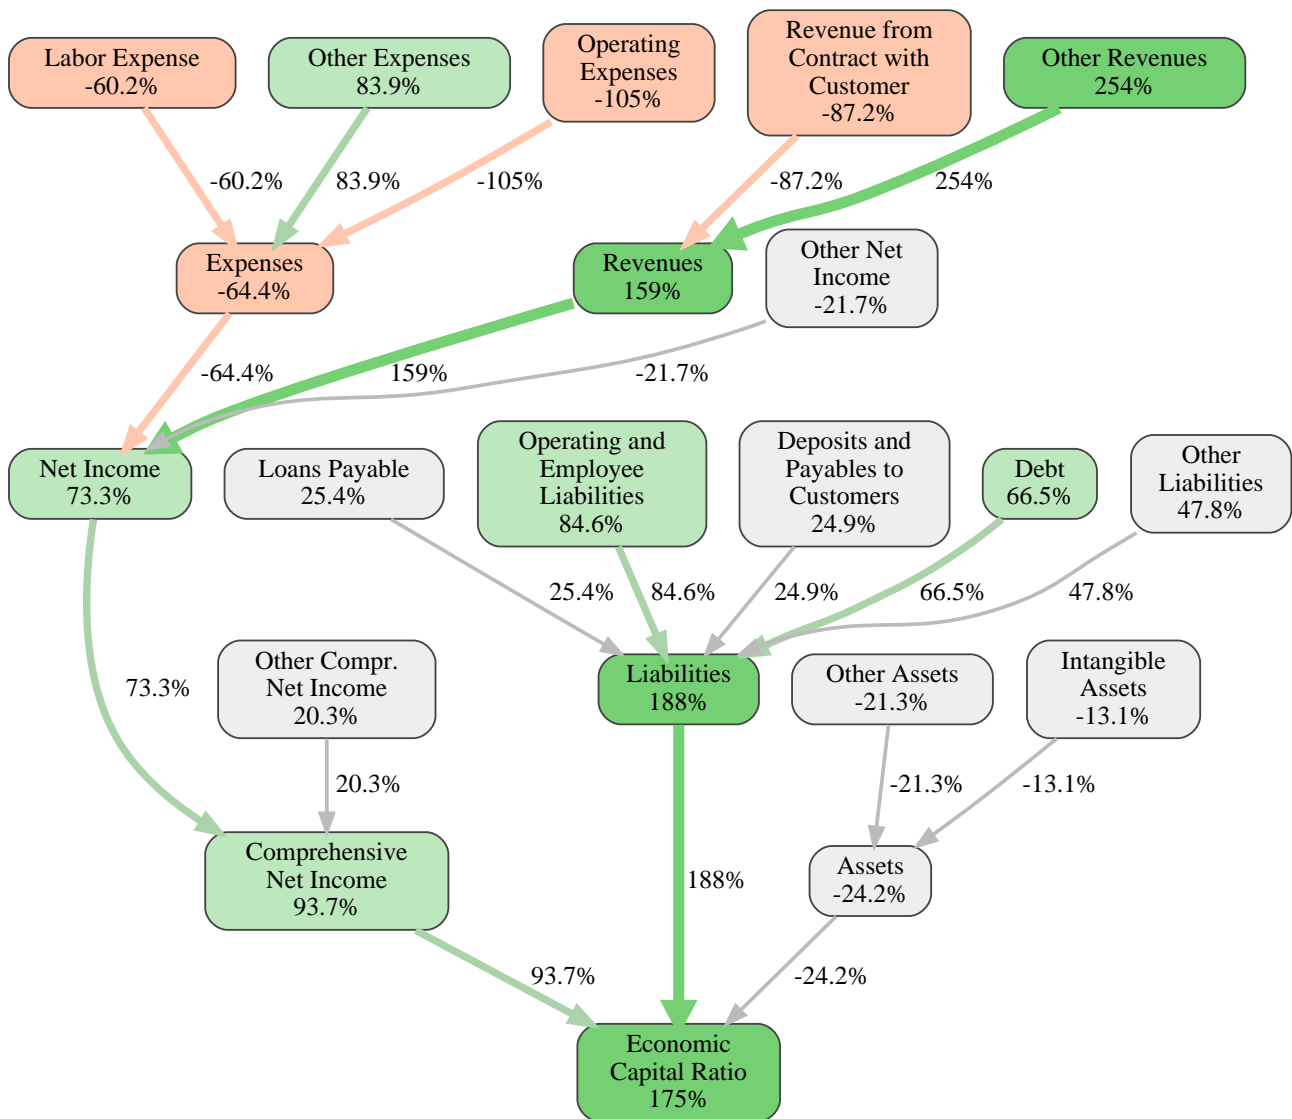 Labor Expense
-60.2%
Other Expenses
83.9%
Operating
Expenses
-105%
Revenue from
Contract with
Customer
-87.2%
Other Revenues
254%
-60.2%
83.9%
-105%
-87.2%
254%
Expenses
-64.4%
Revenues
159%
Other Net
Income
-21.7%
-64.4%
159%
-21.7%
Net Income
73.3%
Loans Payable
25.4%
Operating and
Employee
Liabilities
84.6%
Deposits and
Payables to
Customers
24.9%
Debt
66.5%
Other
Liabilities
47.8%
25.4%
84.6%
24.9%
66.5%
47.8%
73.3%
Other Compr.
Net Income
20.3%
Liabilities
188%
Other Assets
-21.3%
Intangible
Assets
-13.1%
20.3%
-21.3%
-13.1%
Comprehensive
Net Income
93.7%
188%
Assets
-24.2%
93.7%
-24.2%
Economic
Capital Ratio
175%